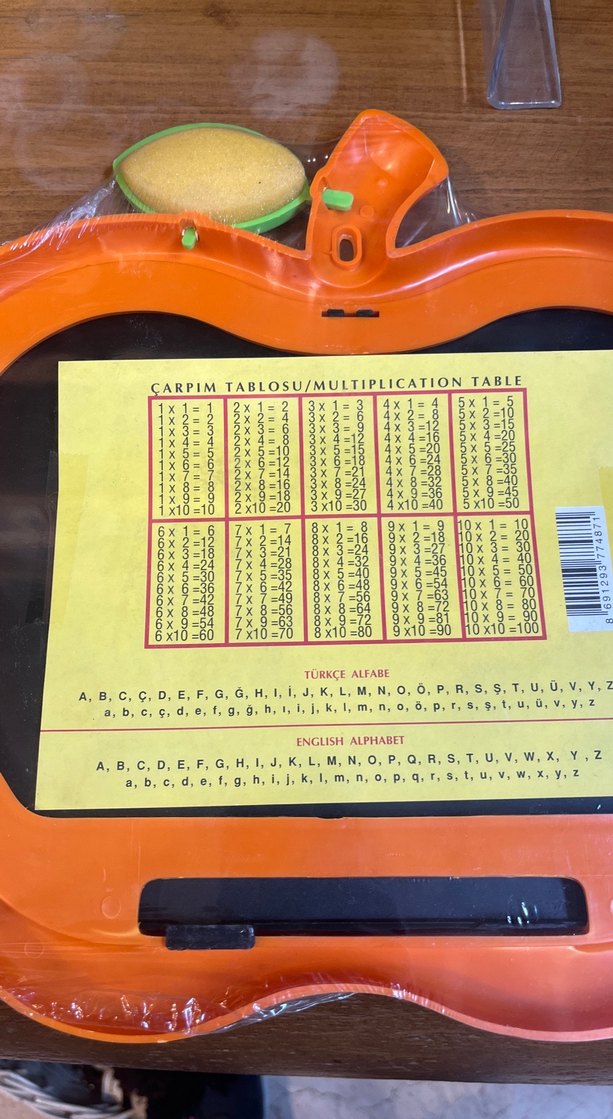 ÇARPIM TABLOSU/MULTIPLICATION TABLE
1 x 1 = 1
1 x 2 = 2
1 x 3 = 3
1 x 4 = 4
1 x 5 = 5
1 x 6 = 6
1 x 7 = 7
1 x 8 = 8
1 x 9 = 9
1 x10 =10
2 x 1 = 2
2 x 2 = 4
2 x 3 = 6
2 x 4 = 8
2 x 5 =10
2 x 6 =12
2 x 7 =14
2 x 8 =16
2 x 9 =18
2 x10 =20
3 x 1 = 3
3 x 2 = 6
3 x 3 = 9
3 x 4 =12
3 x 5 =15
3 x 6 =18
3 x 7 =21
3 x 8 =24
3 x 9 =27
3 x10 =30
4 x 1 = 4
4 x 2 = 8
4 x 3 =12
4 x 4 =16
4 x 5 =20
4 x 6 =24
4 x 7 =28
4 x 8 =32
4 x 9 =36
4 x10 =40
5 x 1 = 5
5 x 2 =10
5 x 3 =15
5 x 4 =20
5 x 5 =25
5 x 6 =30
5 x 7 =35
5 x 8 =40
5 x 9 =45
5 x 10 =50
6 x 1 = 6
6 x 2 =12
6 x 3 =18
6 x 4 =24
6 x 5 =30
6 x 6 =36
6 x 7 =42
6 x 8 =48
6 x 9 =54
6 x10 =60
7 x 1 = 7
7 x 2 =14
7 x 3 =21
7 x 4 =28
7 x 5 =35
7 x 6 =42
7 x 7 =49
7 x 8 =56
7 x 9 =63
7 x10 =70
8 x 1 = 8
8 x 2 =16
8 x 3 =24
8 x 4 =32
8 x 5 =40
8 x 6 =48
8 x 7 =56
8 x 8 =64
8 x 9 =72
8 x10 =80
9 x 1 = 9
9 x 2 =18
9 x 3 =27
9 x 4 =36
9 x 5 =45
9 x 6 =54
9 x 7 =63
9 x 8 =72
9 x 9 =81
9 x10 =90
10 x 1 = 10
10 x 2 = 20
10 x 3 = 30
10 x 4 = 40
10 x 5 = 50
10 x 6 = 60
10 x 7 = 70
10 x 8 = 80
10 x 9 = 90
10 x10 =100
8 691293 774871
TÜRKÇE ALFABE
A, B, C, Ç, D, E, F, G, Ğ, H, I, İ, J, K, L, M, N, O, Ö, P, R, S, Ş, T, U, Ü, V, Y, Z
a, b, c, ç, d, e, f, g, ğ, h, ı, i, j, k, l, m, n, o, ö, p, r, s, ş, t, u, ü, v, y, z
ENGLISH ALPHABET
A, B, C, D, E, F, G, H, I, J, K, L, M, N, O, P, Q, R, S, T, U, V, W, X, Y, Z
a, b, c, d, e, f, g, h, i, j, k, l, m, n, o, p, q, r, s, t, u, v, w, x, y, z